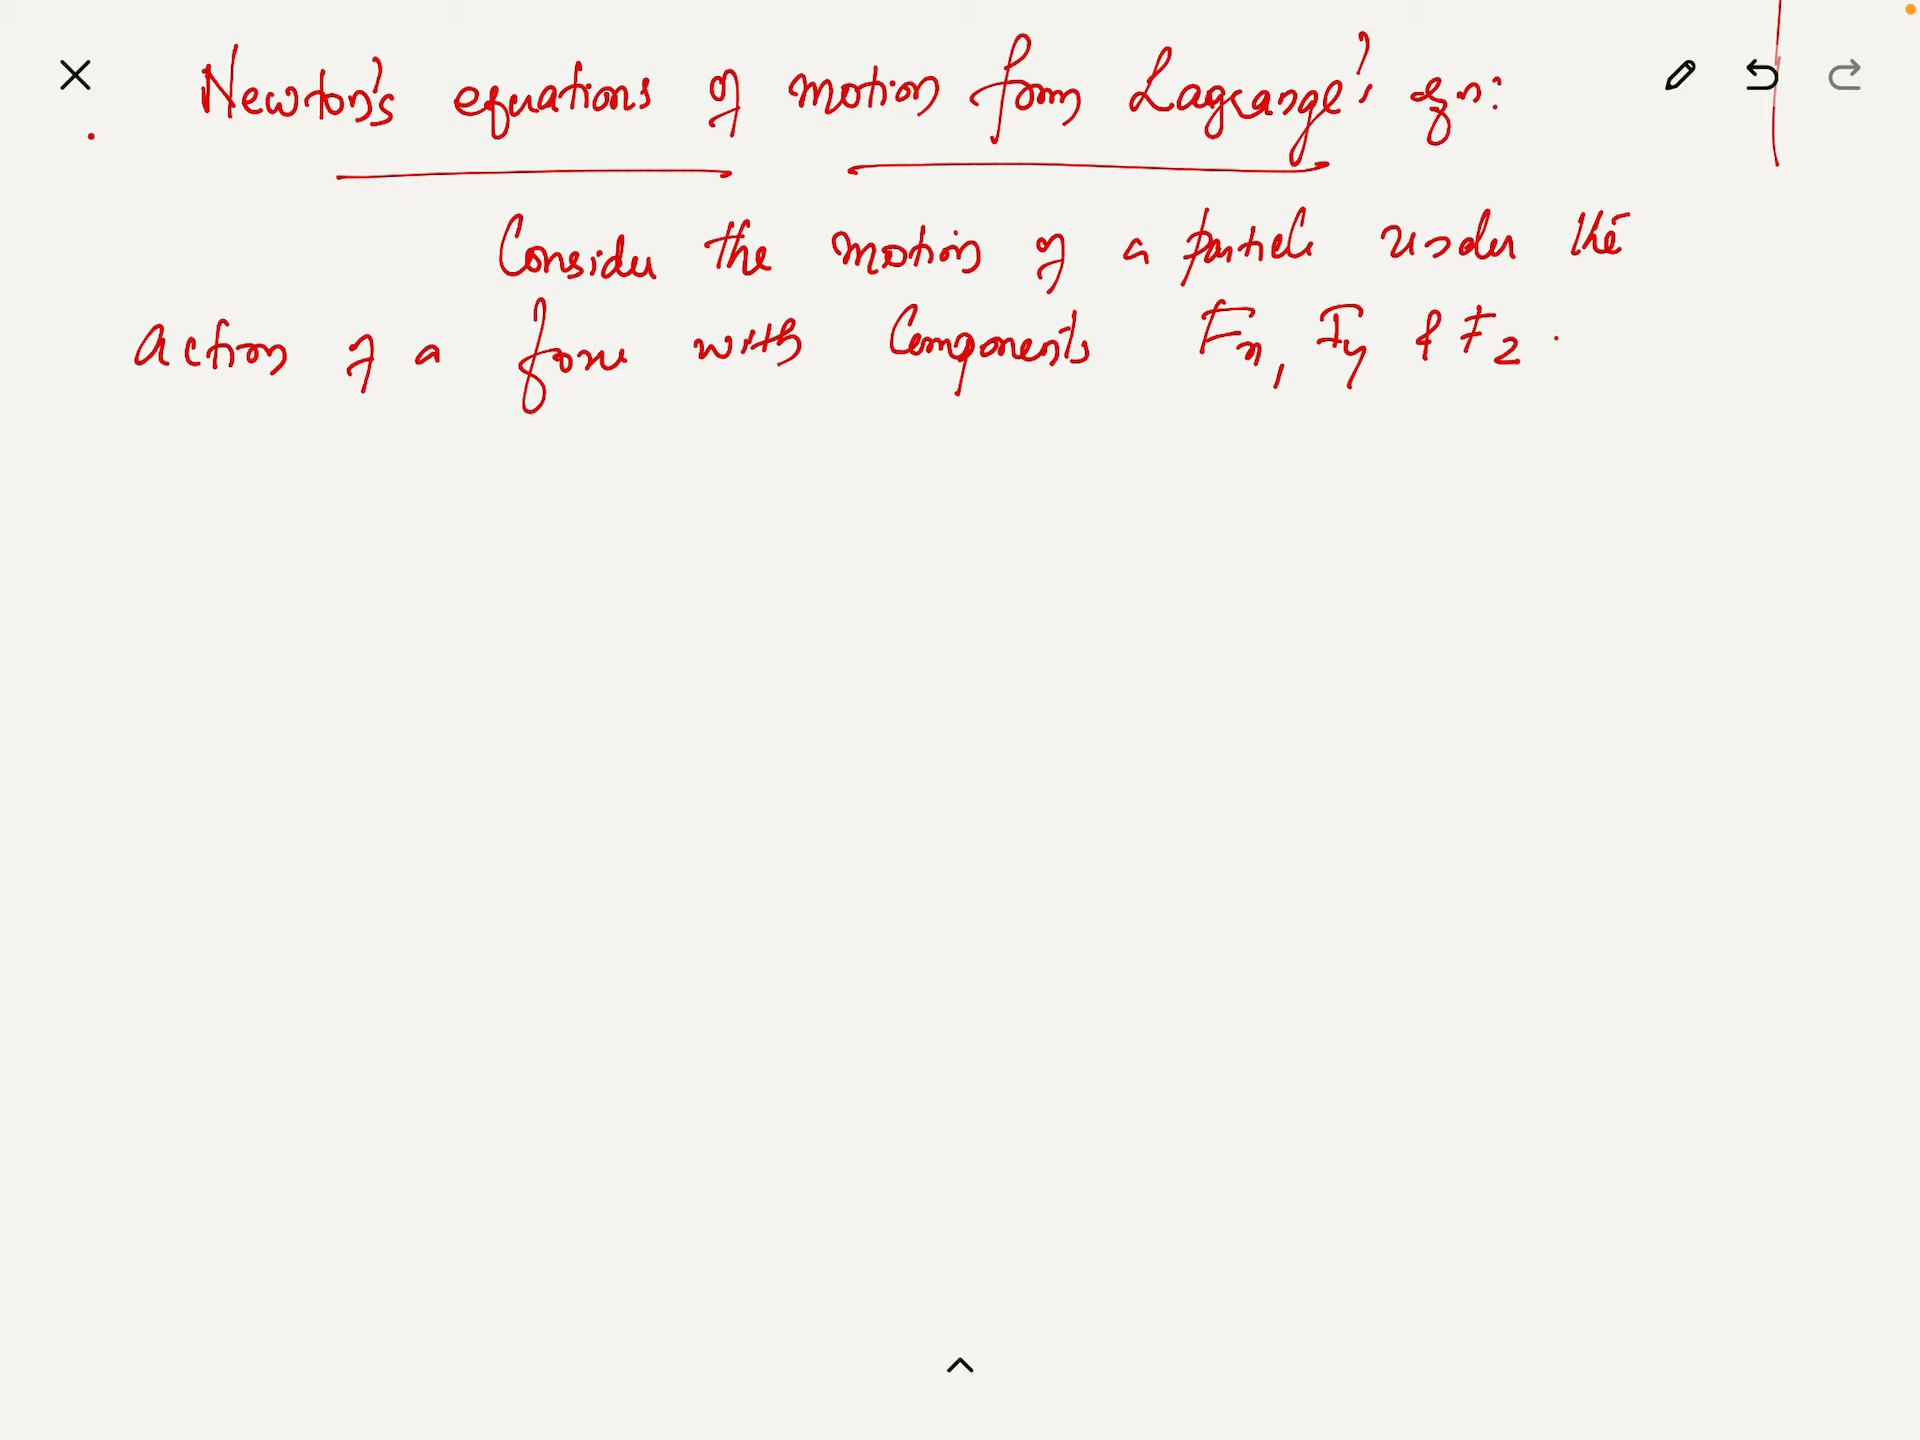 Newton's equations of motion form Lagrange's eqn:
Consider the motion of a particle under the
action of a force with Components Fx, Fy & Fz.